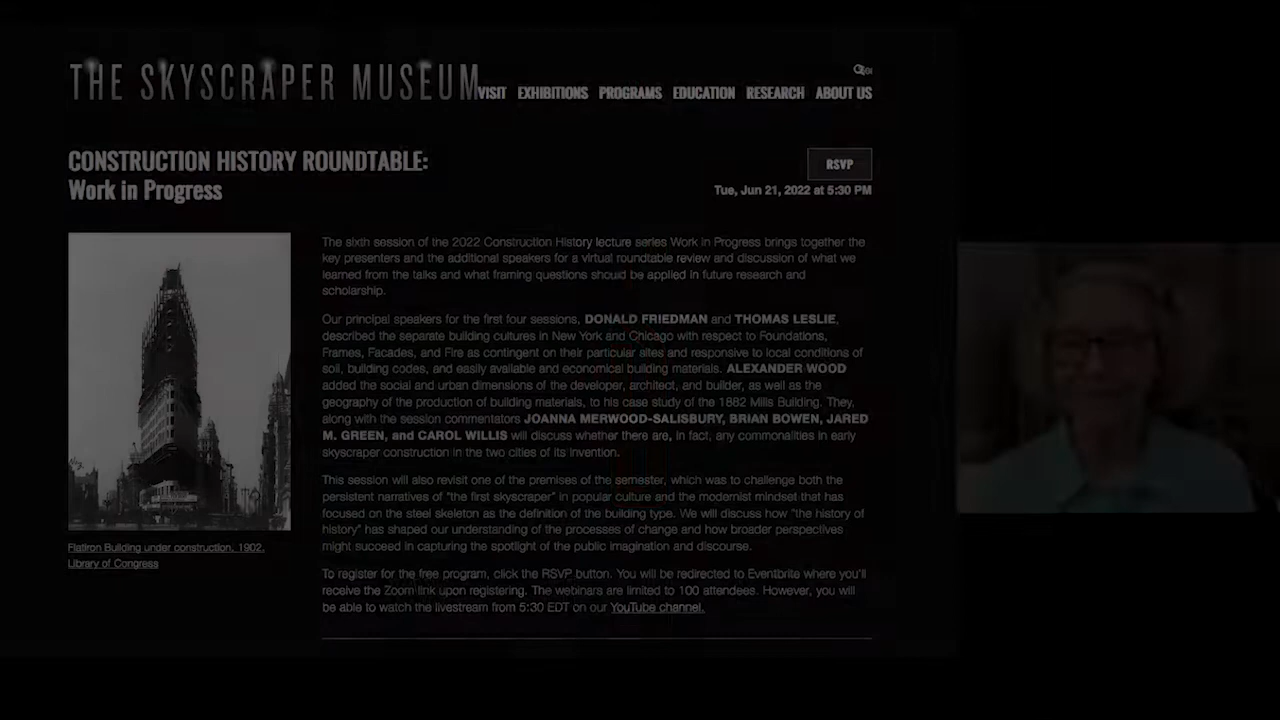 THE SKYSCRAPER MUSEUM
VISIT EXHIBITIONS PROGRAMS EDUCATION RESEARCH ABOUT US
CONSTRUCTION HISTORY ROUNDTABLE:
Work in Progress
RSVP
Tue, Jun 21, 2022 at 5:30 PM
The sixth session of the 2022 Construction History lecture series Work in Progress brings together the
key presenters and the additional speakers for a virtual roundtable review and discussion of what we
learned from the talks and what framing questions should be applied in future research and
scholarship.
Our principal speakers for the first four sessions, DONALD FRIEDMAN and THOMAS LESLIE,
described the separate building cultures in New York and Chicago with respect to Foundations,
Frames, Facades, and Fire as contingent on their particular sites and responsive to local conditions of
soil, building codes, and easily available and economical building materials. ALEXANDER WOOD
added the social and urban dimensions of the developer, architect, and builder, as well as the
geography of the production of building materials, to his case study of the 1882 Mills Building. They,
along with the session commentators JOANNA MERWOOD-SALISBURY, BRIAN BOWEN, JARED
M. GREEN, and CAROL WILLIS will discuss whether there are, in fact, any commonalities in early
skyscraper construction in the two cities of its invention.
This session will also revisit one of the premises of the semester, which was to challenge both the
persistent narratives of "the first skyscraper" in popular culture and the modernist mindset that has
focused on the steel skeleton as the definition of the building type. We will discuss how "the history of
history" has shaped our understanding of the processes of change and how broader perspectives
might succeed in capturing the spotlight of the public imagination and discourse.
To register for the free program, click the RSVP button. You will be redirected to Eventbrite where you'll
receive the Zoom link upon registering. The webinars are limited to 100 attendees. However, you will
be able to watch the livestream from 5:30 EDT on our YouTube channel.
Flatiron Building under construction, 1902.
Library of Congress